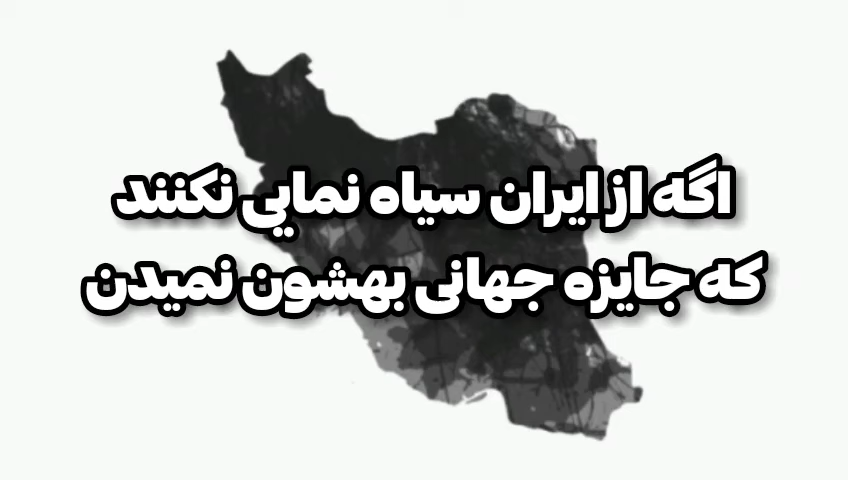 اگه از ایران سیاه نمایی نکنند
که جایزه جهانی بهشون نمیدن